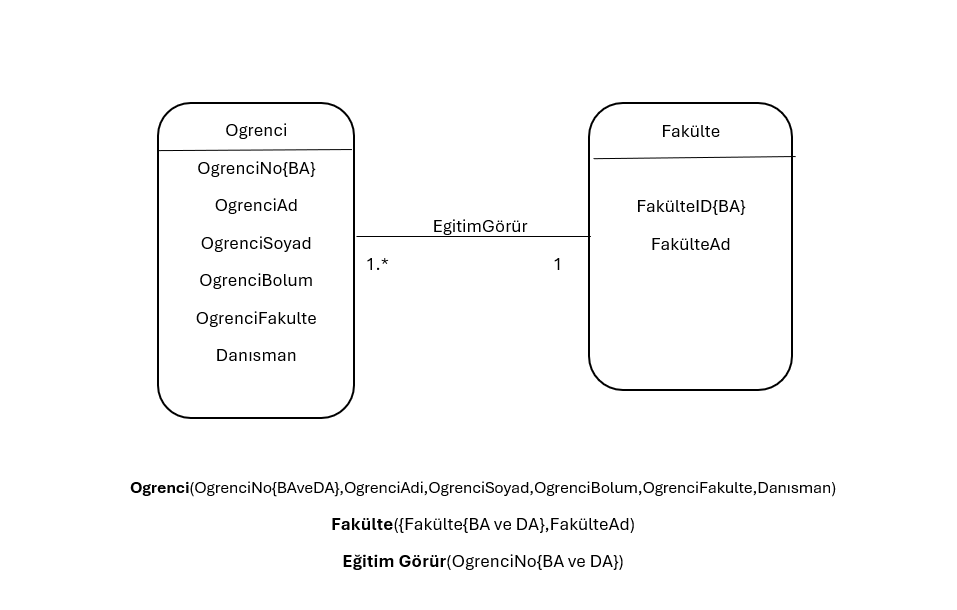 Ogrenci
OgrenciNo{BA}
OgrenciAd
OgrenciSoyad
OgrenciBolum
OgrenciFakulte
Danısman
EgitimGörür
1.*
1
Fakülte
FakülteID{BA}
FakülteAd
Ogrenci(OgrenciNo{BAveDA},OgrenciAdi,OgrenciSoyad,OgrenciBolum,OgrenciFakulte,Danısman)
Fakülte({Fakülte{BA ve DA},FakülteAd)
Eğitim Görür(OgrenciNo{BA ve DA})